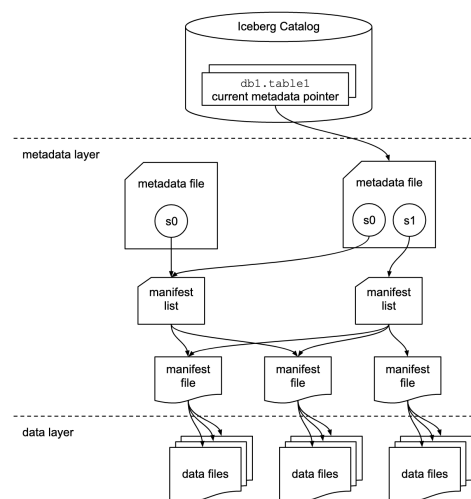 Iceberg Catalog
db1.table1
current metadata pointer
metadata layer
metadata file
s0
metadata file
s0
s1
manifest
list
manifest
list
manifest
file
manifest
file
manifest
file
data layer
data files
data files
data files